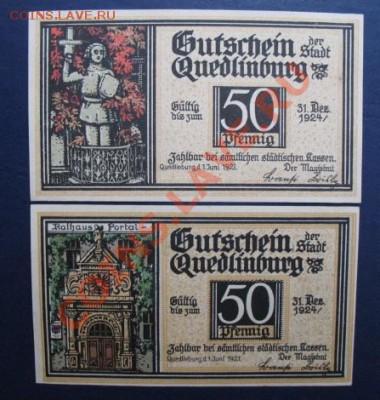 COINS.LAVE.RU
Gutschein der
Stadt
Quedlinburg
Gültig
bis zum
50
Pfennig
31. Dez.
1924
Zahlbar bei sämtlichen städtischen Kassen.
Quedlinburg d. 1. Juni 1921.
Der Magistrat
Rathaus Portal
Gutschein der
Stadt
Quedlinburg
Gültig
bis zum
50
Pfennig
31. Dez.
1924
Zahlbar bei sämtlichen städtischen Kassen.
Quedlinburg d. 1. Juni 1921.
Der Magistrat